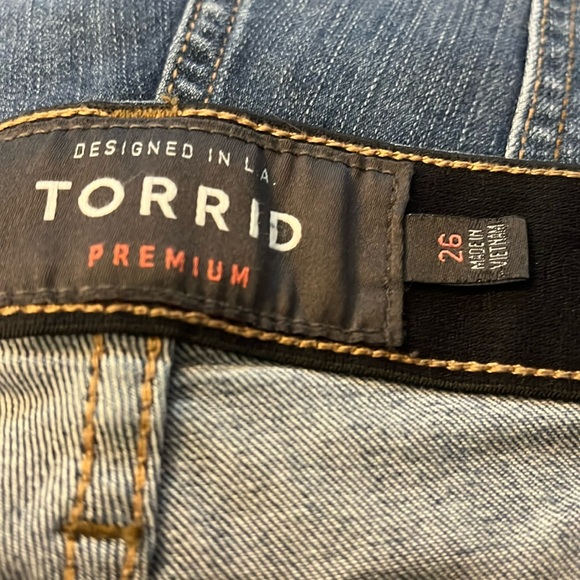 DESIGNED IN L.A.
TORRID
PREMIUM
26
MADE IN
VIETNAM